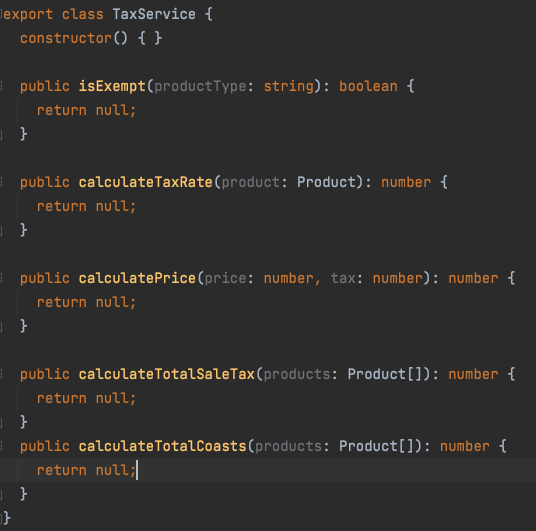 export class TaxService {
constructor() { }
public isExempt(productType: string): boolean {
return null;
}
public calculateTaxRate(product: Product): number {
return null;
}
public calculatePrice(price: number, tax: number): number {
return null;
}
public calculateTotalSaleTax(products: Product[]): number {
return null;
}
public calculateTotalCoasts(products: Product[]): number {
return null;
}
}